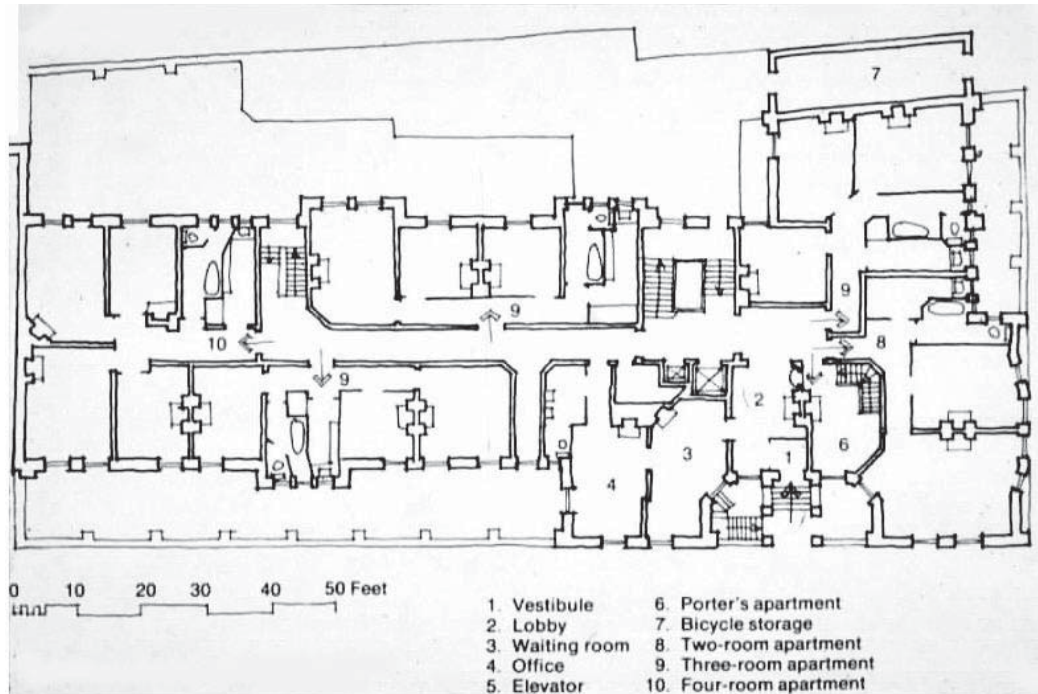 7
9
9
8
10
9
2
6
3
1
4
0 10 20 30 50 Feet
1. Vestibule
2. Lobby
3. Waiting room
4. Office
5. Elevator
6. Porter's apartment
7. Bicycle storage
8. Two-room apartment
9. Three-room apartment
10. Four-room apartment